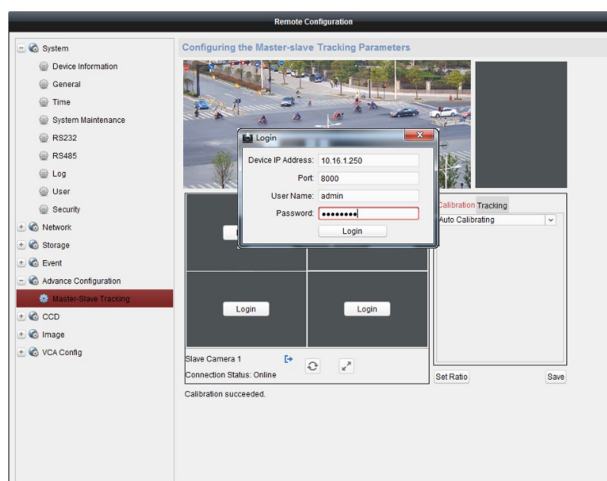 Remote Configuration
System
Device Information
General
Time
System Maintenance
RS232
RS485
Log
User
Security
Network
Storage
Event
Advance Configuration
Master-Slave Tracking
CCD
Image
VCA Config
Configuring the Master-slave Tracking Parameters
Login
Device IP Address: 10.16.1.250
Port: 8000
User Name: admin
Password: ●●●●●●●●
Login
Calibration Tracking
Auto Calibrating
Login Login
Slave Camera 1
Connection Status: Online
Set Ratio Save
Calibration succeeded.